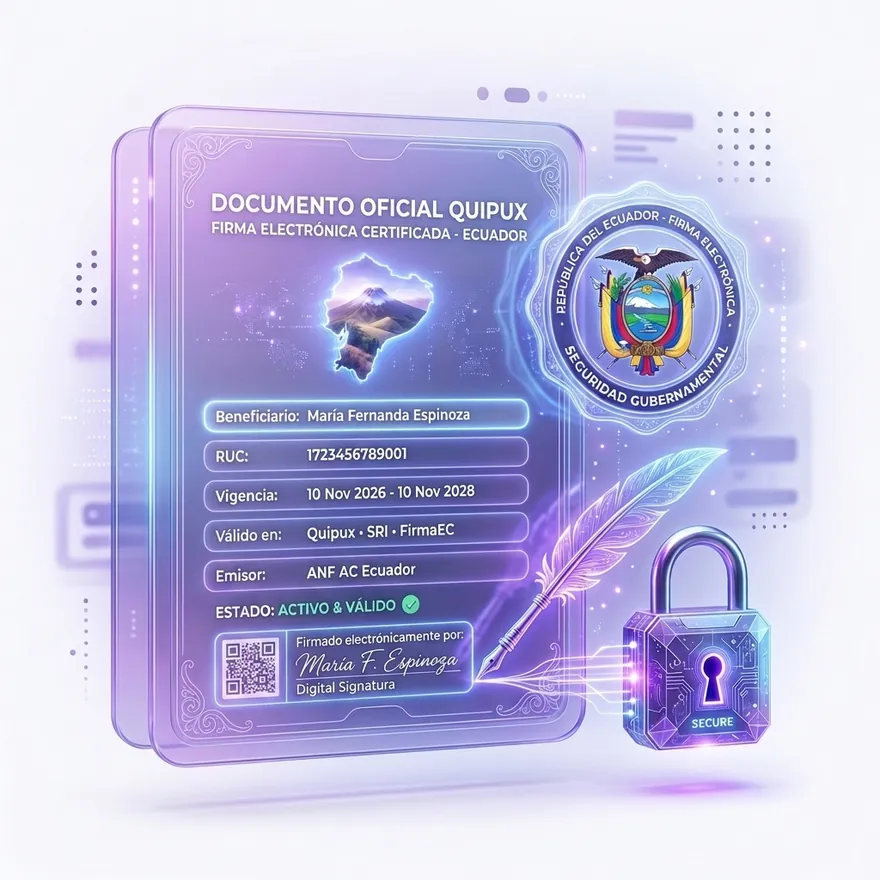 DOCUMENTO OFICIAL QUIPUX
FIRMA ELECTRÓNICA CERTIFICADA - ECUADOR
REPÚBLICA DEL ECUADOR - FIRMA ELECTRÓNICA
SEGURIDAD GUBERNAMENTAL
Beneficiario: María Fernanda Espinoza
RUC: 1723456789001
Vigencia: 10 Nov 2026 - 10 Nov 2028
Válido en: Quipux • SRI • FirmaEC
Emisor: ANF AC Ecuador
ESTADO: ACTIVO & VÁLIDO
Firmado electrónicamente por:
María F. Espinoza
Digital Signatura
SECURE